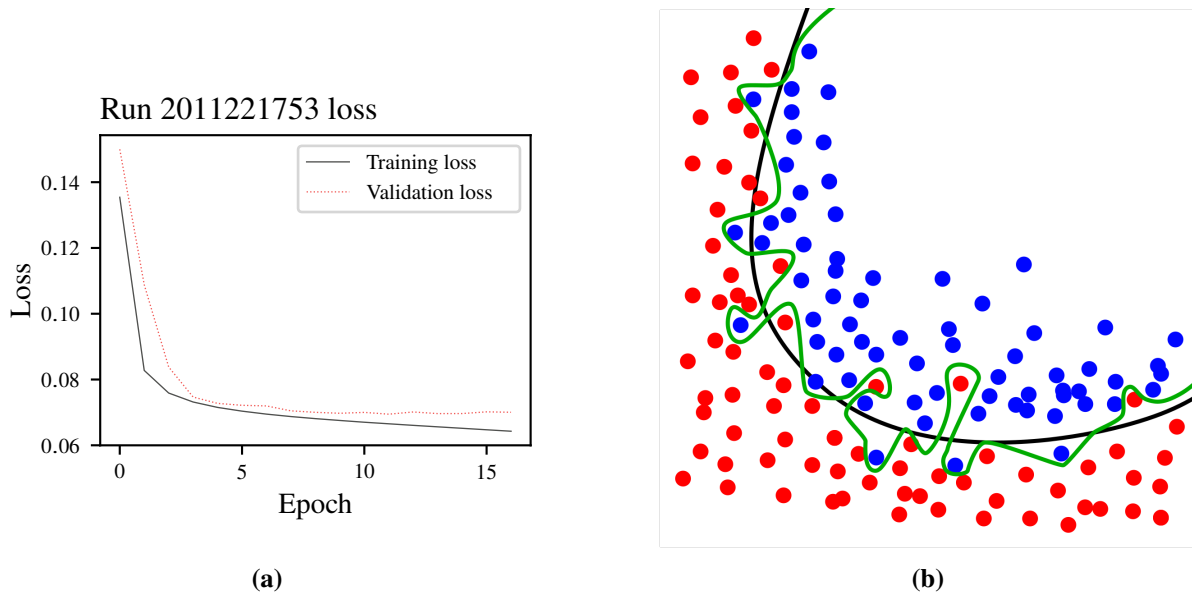 Run 2011221753 loss
Training loss
Validation loss
0.14
0.12
0.10
0.08
0.06
Loss
0
5
10
15
Epoch
(a)
(b)